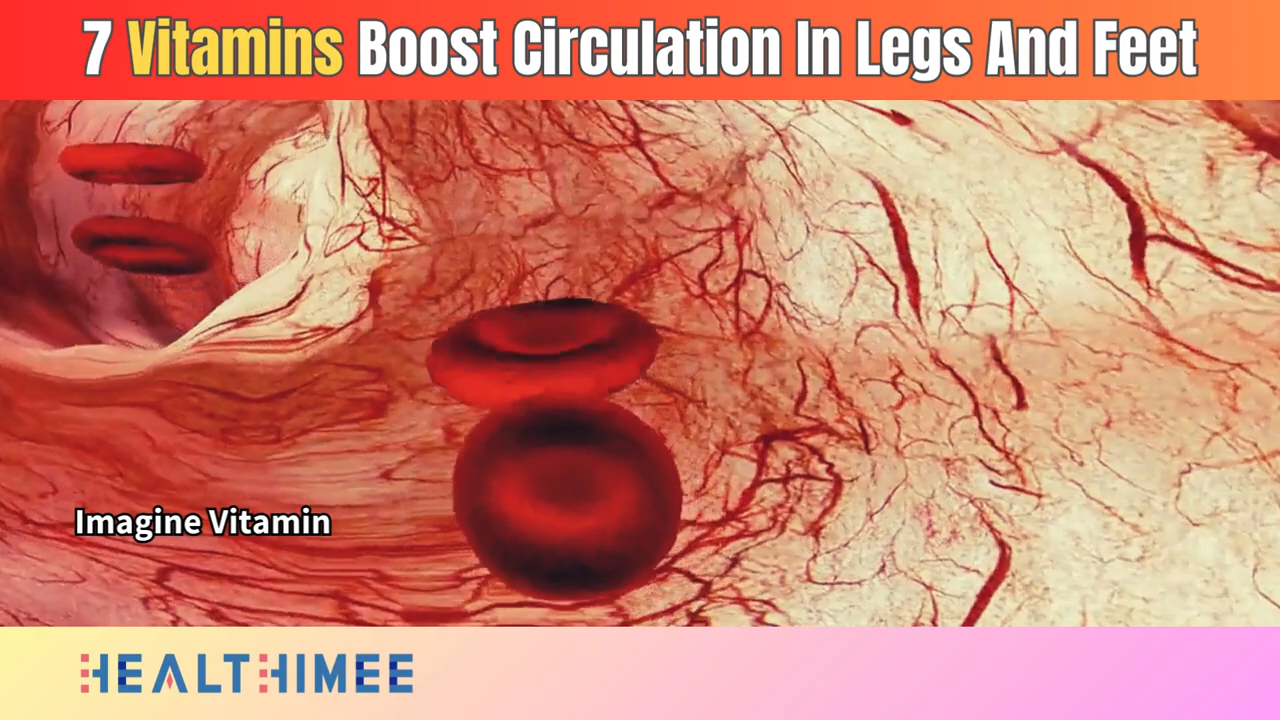 7 Vitamins Boost Circulation In Legs And Feet
Imagine Vitamin
HEALTHIMEE